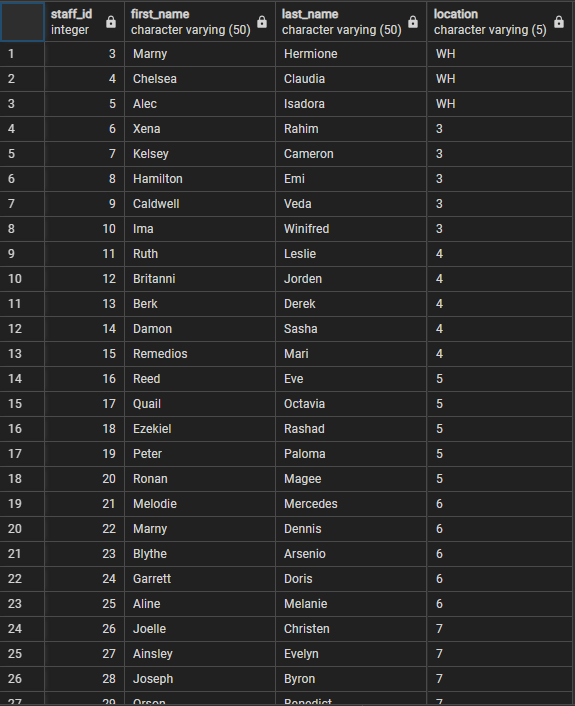 staff_id first_name last_name location
integer character varying (50) character varying (50) character varying (5)
1 3 Marny Hermione WH
2 4 Chelsea Claudia WH
3 5 Alec Isadora WH
4 6 Xena Rahim 3
5 7 Kelsey Cameron 3
6 8 Hamilton Emi 3
7 9 Caldwell Veda 3
8 10 Ima Winifred 3
9 11 Ruth Leslie 4
10 12 Britanni Jorden 4
11 13 Berk Derek 4
12 14 Damon Sasha 4
13 15 Remedios Mari 4
14 16 Reed Eve 5
15 17 Quail Octavia 5
16 18 Ezekiel Rashad 5
17 19 Peter Paloma 5
18 20 Ronan Magee 5
19 21 Melodie Mercedes 6
20 22 Marny Dennis 6
21 23 Blythe Arsenio 6
22 24 Garrett Doris 6
23 25 Aline Melanie 6
24 26 Joelle Christen 7
25 27 Ainsley Evelyn 7
26 28 Joseph Byron 7
27 29 Orson Benedict 7